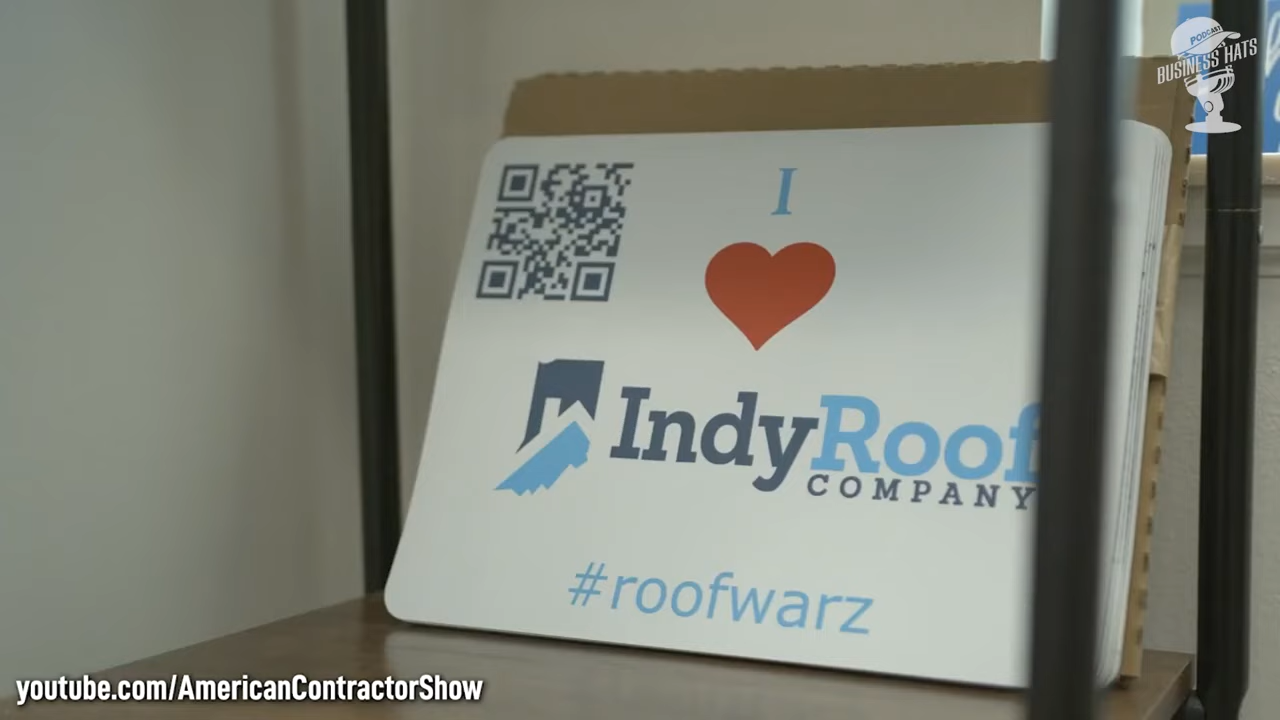 PODCAST
BUSINESS HATS
I
IndyRoof
COMPANY
#roofwarz
youtube.com/AmericanContractorShow